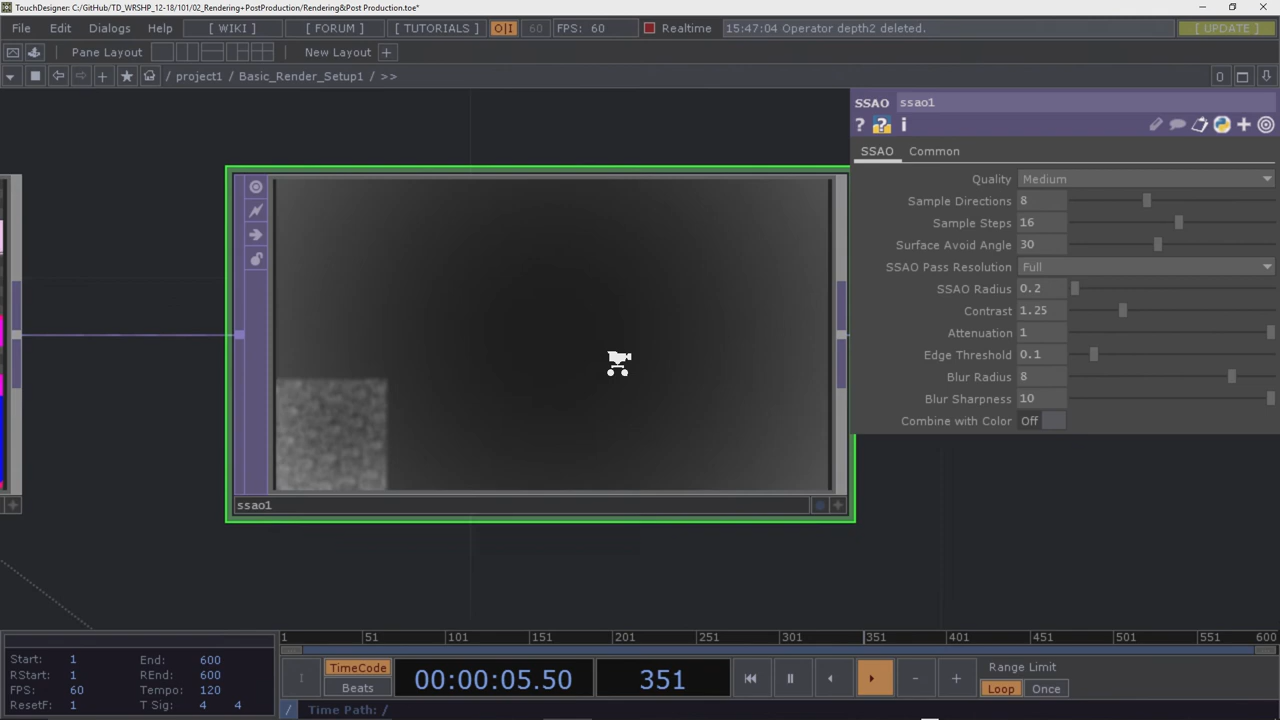 TouchDesigner: C:/GitHub/TD_WRSHP_12-18/101/02_Rendering+PostProduction/Rendering&Post Production.toe*
File Edit Dialogs Help [ WIKI ] [ FORUM ] [ TUTORIALS ] O|I 60 FPS: 60 Realtime 15:47:04 Operator depth2 deleted. [ UPDATE ]
Pane Layout New Layout +
/ project1 / Basic_Render_Setup1 / >> 0
SSAO ssao1
? ? i
SSAO Common
Quality Medium
Sample Directions 8
Sample Steps 16
Surface Avoid Angle 30
SSAO Pass Resolution Full
SSAO Radius 0.2
Contrast 1.25
Attenuation 1
Edge Threshold 0.1
Blur Radius 8
Blur Sharpness 10
Combine with Color Off
ssao1
1 51 101 151 201 251 301 351 401 451 501 551 600
Start: 1 End: 600
RStart: 1 REnd: 600
FPS: 60 Tempo: 120
ResetF: 1 T Sig: 4 4
TimeCode
Beats
1
00:00:05.50
351
- +
Range Limit
Loop Once
/ Time Path: /